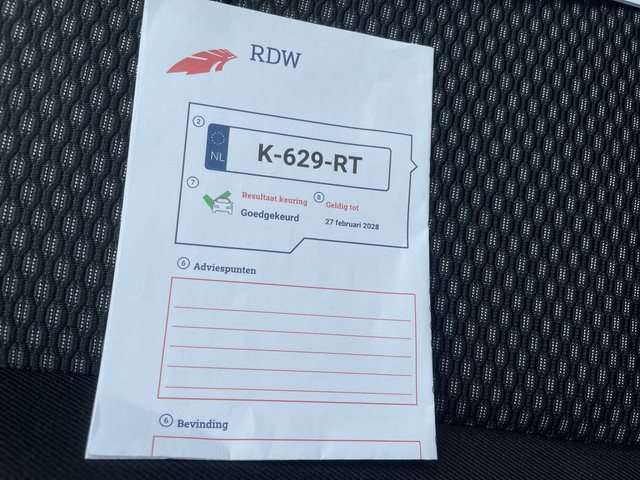 RDW
2
NL
K-629-RT
7
Resultaat keuring
Goedgekeurd
8
Geldig tot
27 februari 2028
6 Adviespunten
6 Bevinding